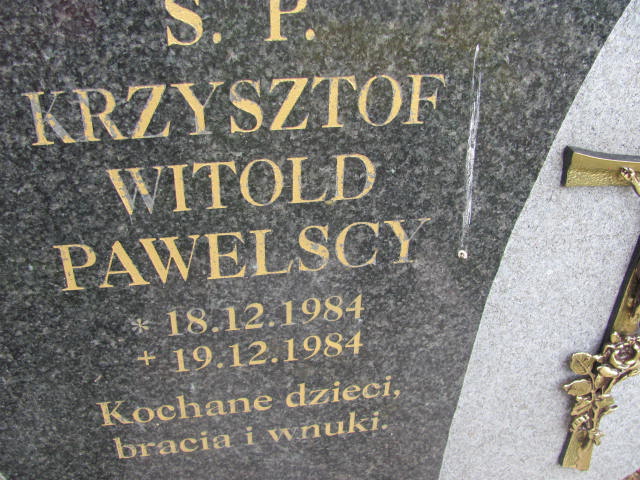 S. P.
KRZYSZTOF
WITOLD
PAWELSCY
* 18.12.1984
+ 19.12.1984
Kochane dzieci,
bracia i wnuki.